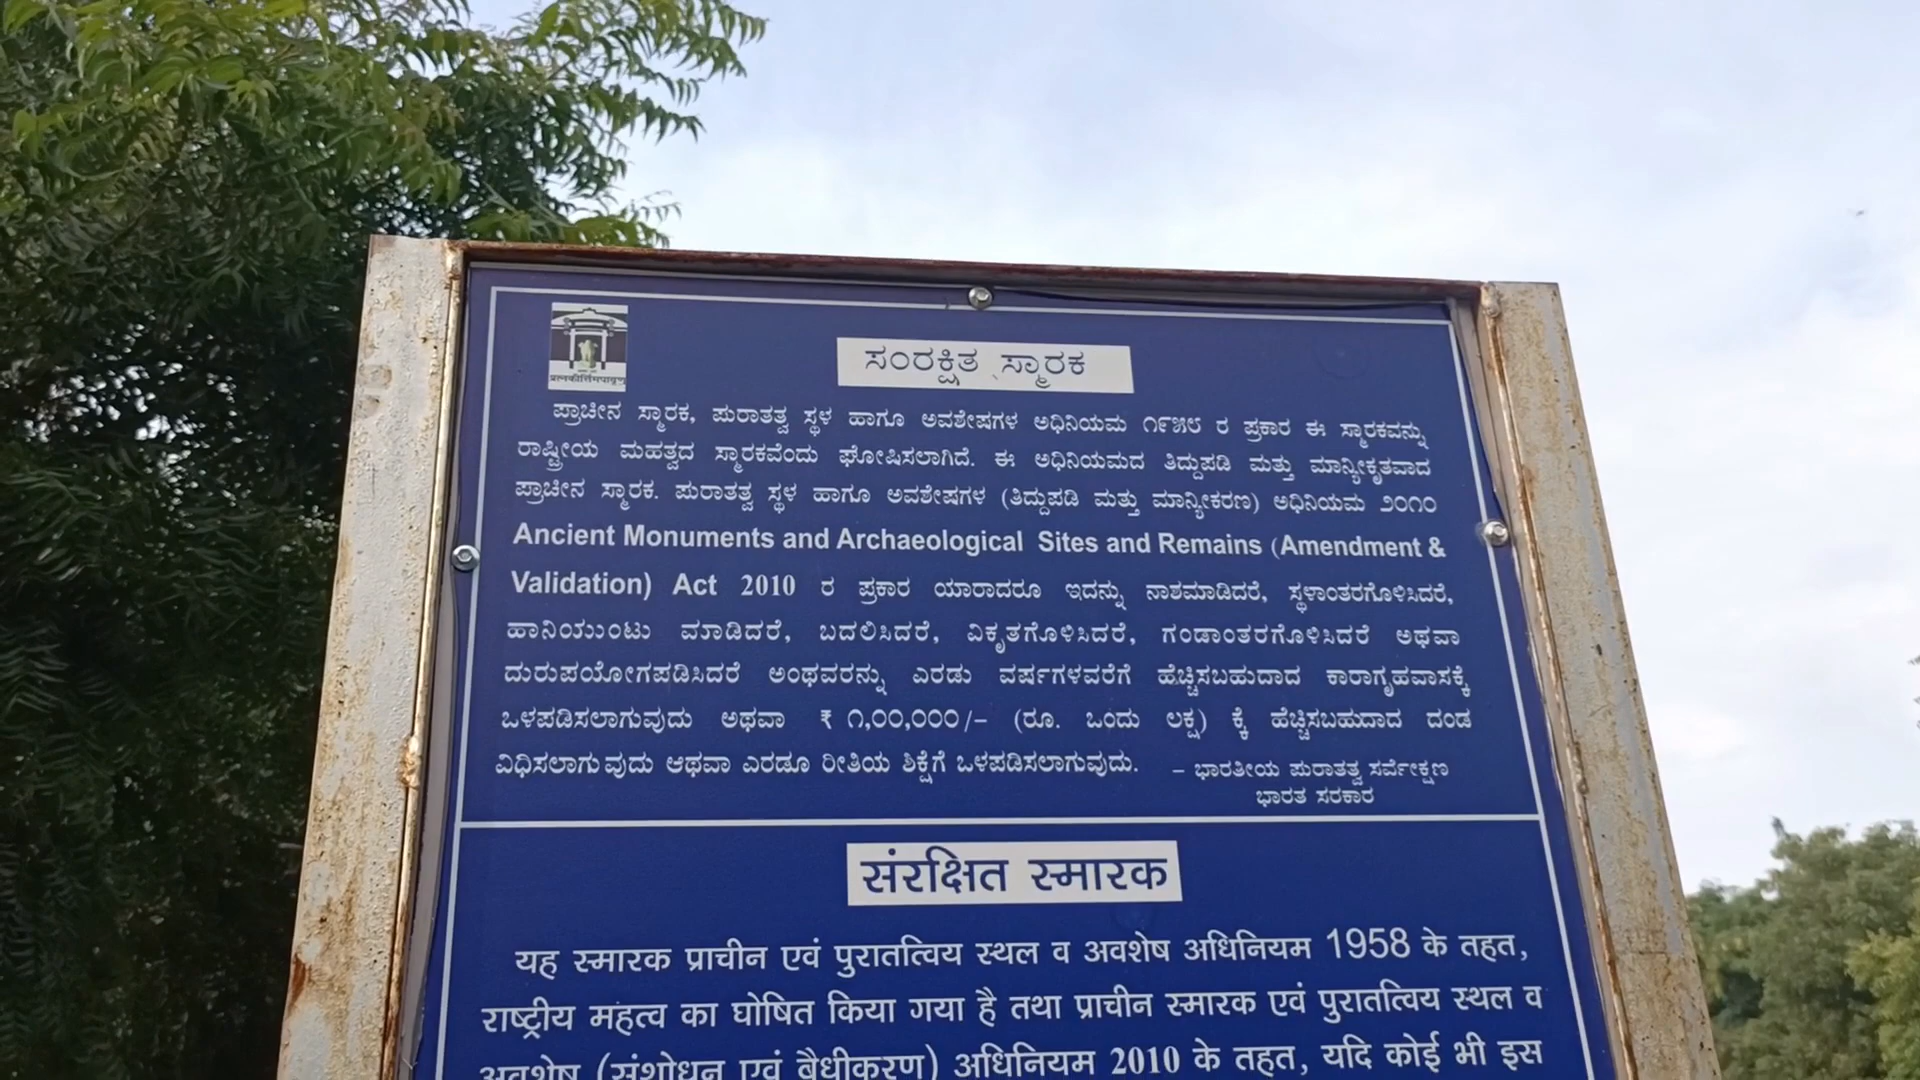 प्रत्नकीर्तिमपावृणु
ಸಂರಕ್ಷಿತ ಸ್ಮಾರಕ
ಪ್ರಾಚೀನ ಸ್ಮಾರಕ, ಪುರಾತತ್ವ ಸ್ಥಳ ಹಾಗೂ ಅವಶೇಷಗಳ ಅಧಿನಿಯಮ ೧೯೫೮ ರ ಪ್ರಕಾರ ಈ ಸ್ಮಾರಕವನ್ನು
ರಾಷ್ಟ್ರೀಯ ಮಹತ್ವದ ಸ್ಮಾರಕವೆಂದು ಘೋಷಿಸಲಾಗಿದೆ. ಈ ಅಧಿನಿಯಮದ ತಿದ್ದುಪಡಿ ಮತ್ತು ಮಾನ್ಯೀಕೃತವಾದ
ಪ್ರಾಚೀನ ಸ್ಮಾರಕ. ಪುರಾತತ್ವ ಸ್ಥಳ ಹಾಗೂ ಅವಶೇಷಗಳ (ತಿದ್ದುಪಡಿ ಮತ್ತು ಮಾನ್ಯೀಕರಣ) ಅಧಿನಿಯಮ ೨೦೧೦
Ancient Monuments and Archaeological Sites and Remains (Amendment &
Validation) Act 2010 ರ ಪ್ರಕಾರ ಯಾರಾದರೂ ಇದನ್ನು ನಾಶಮಾಡಿದರೆ, ಸ್ಥಳಾಂತರಗೊಳಿಸಿದರೆ,
ಹಾನಿಯುಂಟು ಮಾಡಿದರೆ, ಬದಲಿಸಿದರೆ, ವಿಕೃತಗೊಳಿಸಿದರೆ, ಗಂಡಾಂತರಗೊಳಿಸಿದರೆ ಅಥವಾ
ದುರುಪಯೋಗಪಡಿಸಿದರೆ ಅಂಥವರನ್ನು ಎರಡು ವರ್ಷಗಳವರೆಗೆ ಹೆಚ್ಚಿಸಬಹುದಾದ ಕಾರಾಗೃಹವಾಸಕ್ಕೆ
ಒಳಪಡಿಸಲಾಗುವುದು ಅಥವಾ ₹ ೧,೦೦,೦೦೦/– (ರೂ. ಒಂದು ಲಕ್ಷ) ಕ್ಕೆ ಹೆಚ್ಚಿಸಬಹುದಾದ ದಂಡ
ವಿಧಿಸಲಾಗುವುದು ಆಥವಾ ಎರಡೂ ರೀತಿಯ ಶಿಕ್ಷೆಗೆ ಒಳಪಡಿಸಲಾಗುವುದು.
– ಭಾರತೀಯ ಪುರಾತತ್ವ ಸರ್ವೇಕ್ಷಣ
ಭಾರತ ಸರಕಾರ
संरक्षित स्मारक
यह स्मारक प्राचीन एवं पुरातत्विय स्थल व अवशेष अधिनियम 1958 के तहत,
राष्ट्रीय महत्व का घोषित किया गया है तथा प्राचीन स्मारक एवं पुरातत्विय स्थल व
अवशेष (संशोधन एवं वैधीकरण) अधिनियम 2010 के तहत, यदि कोई भी इस